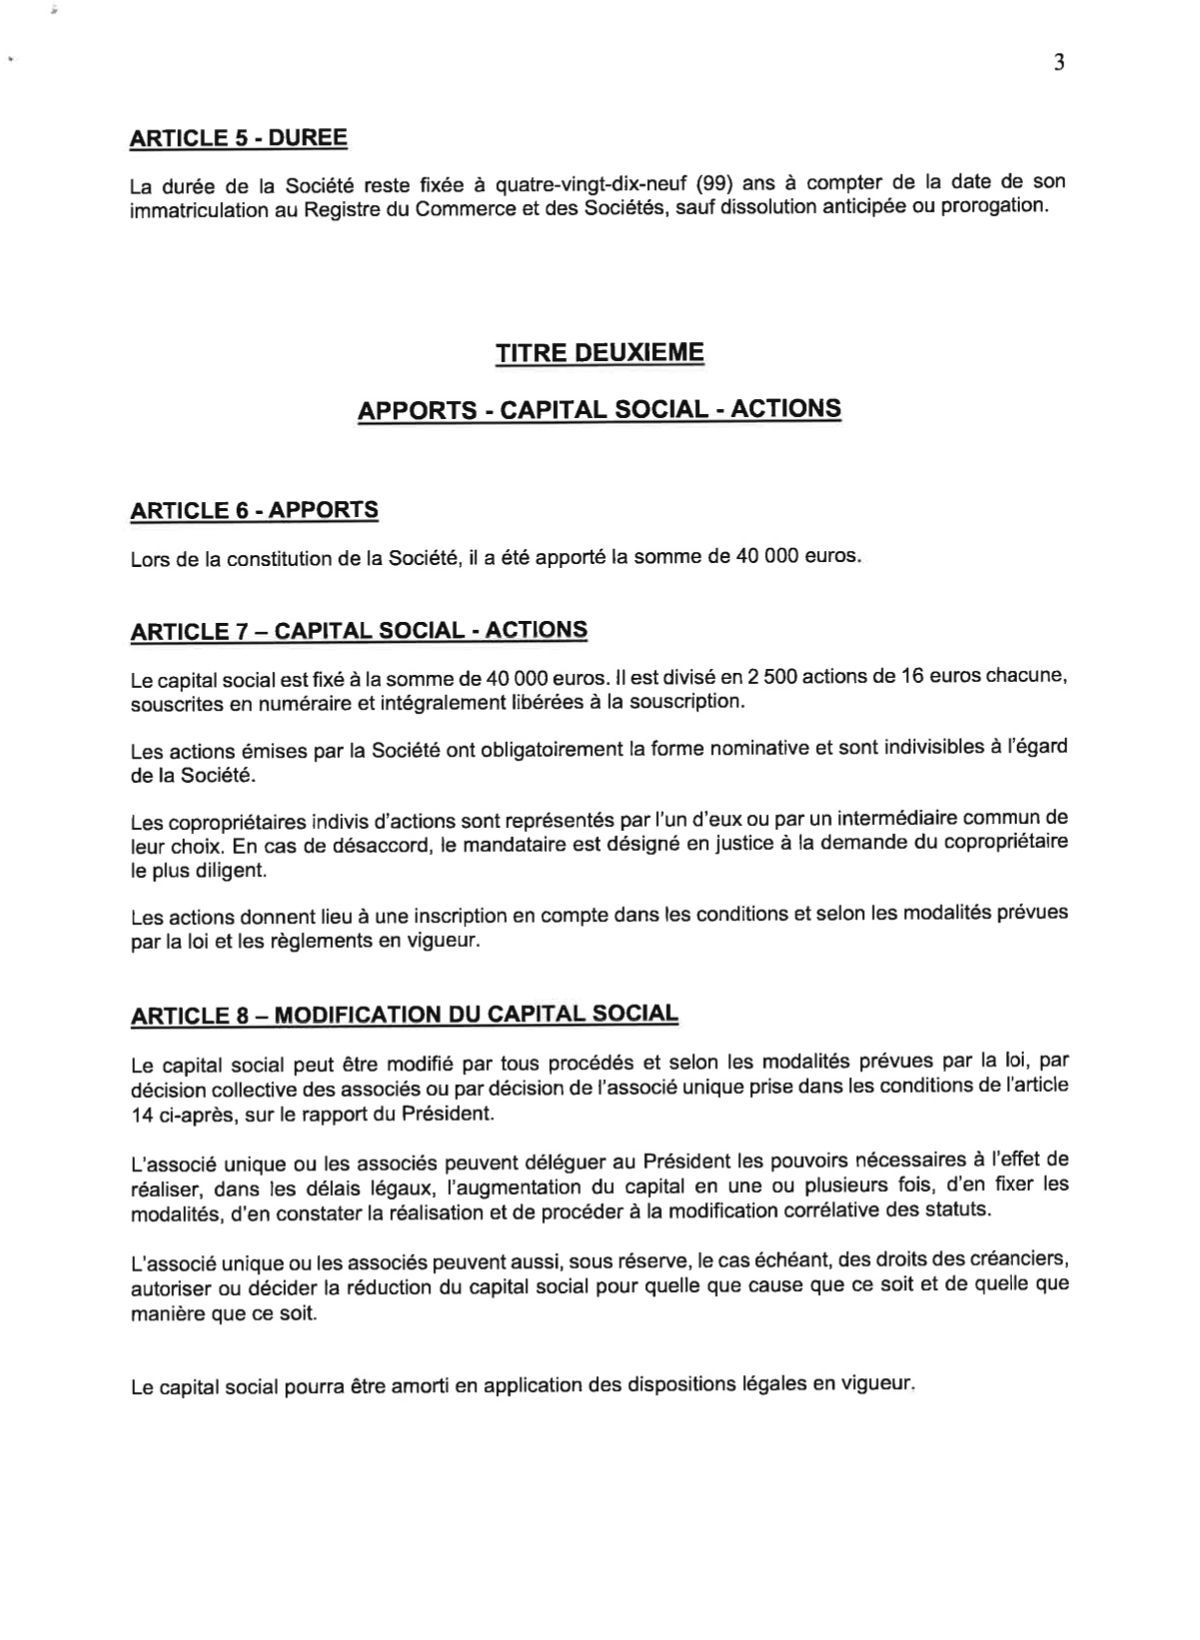 3
ARTICLE 5 - DUREE
La durée de la Société reste fixée à quatre-vingt-dix-neuf (99) ans à compter de la date de son
immatriculation au Registre du Commerce et des Sociétés, sauf dissolution anticipée ou prorogation.
TITRE DEUXIEME
APPORTS - CAPITAL SOCIAL - ACTIONS
ARTICLE 6 - APPORTS
Lors de la constitution de la Société, il a été apporté la somme de 40 000 euros.
ARTICLE 7 – CAPITAL SOCIAL - ACTIONS
Le capital social est fixé à la somme de 40 000 euros. Il est divisé en 2 500 actions de 16 euros chacune,
souscrites en numéraire et intégralement libérées à la souscription.
Les actions émises par la Société ont obligatoirement la forme nominative et sont indivisibles à l'égard
de la Société.
Les copropriétaires indivis d'actions sont représentés par l'un d'eux ou par un intermédiaire commun de
leur choix. En cas de désaccord, le mandataire est désigné en justice à la demande du copropriétaire
le plus diligent.
Les actions donnent lieu à une inscription en compte dans les conditions et selon les modalités prévues
par la loi et les règlements en vigueur.
ARTICLE 8 – MODIFICATION DU CAPITAL SOCIAL
Le capital social peut être modifié par tous procédés et selon les modalités prévues par la loi, par
décision collective des associés ou par décision de l'associé unique prise dans les conditions de l'article
14 ci-après, sur le rapport du Président.
L'associé unique ou les associés peuvent déléguer au Président les pouvoirs nécessaires à l'effet de
réaliser, dans les délais légaux, l'augmentation du capital en une ou plusieurs fois, d'en fixer les
modalités, d'en constater la réalisation et de procéder à la modification corrélative des statuts.
L'associé unique ou les associés peuvent aussi, sous réserve, le cas échéant, des droits des créanciers,
autoriser ou décider la réduction du capital social pour quelle que cause que ce soit et de quelle que
manière que ce soit.
Le capital social pourra être amorti en application des dispositions légales en vigueur.